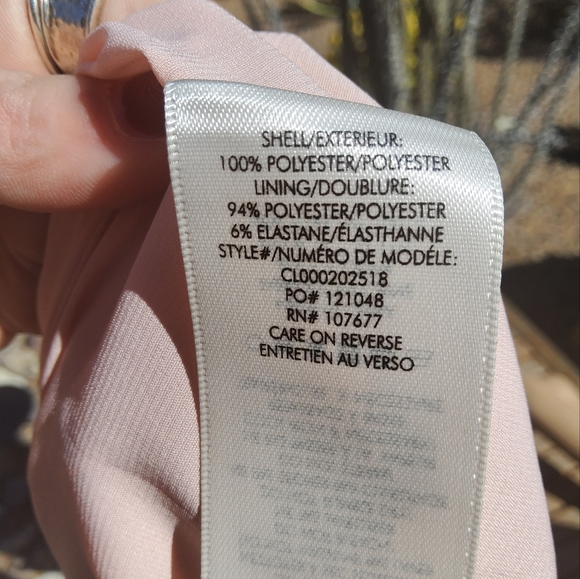 SHELL/EXTERIEUR:
100% POLYESTER/POLYESTER
LINING/DOUBLURE:
94% POLYESTER/POLYESTER
6% ELASTANE/ÉLASTHANNE
STYLE#/NUMÉRO DE MODÉLE:
CL000202518
PO# 121048
RN# 107677
CARE ON REVERSE
ENTRETIEN AU VERSO